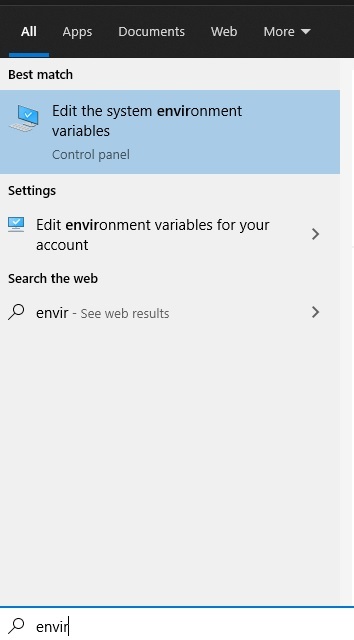 All Apps Documents Web More
Best match
Edit the system environment
variables
Control panel
Settings
Edit environment variables for your
account
Search the web
envir - See web results
envir